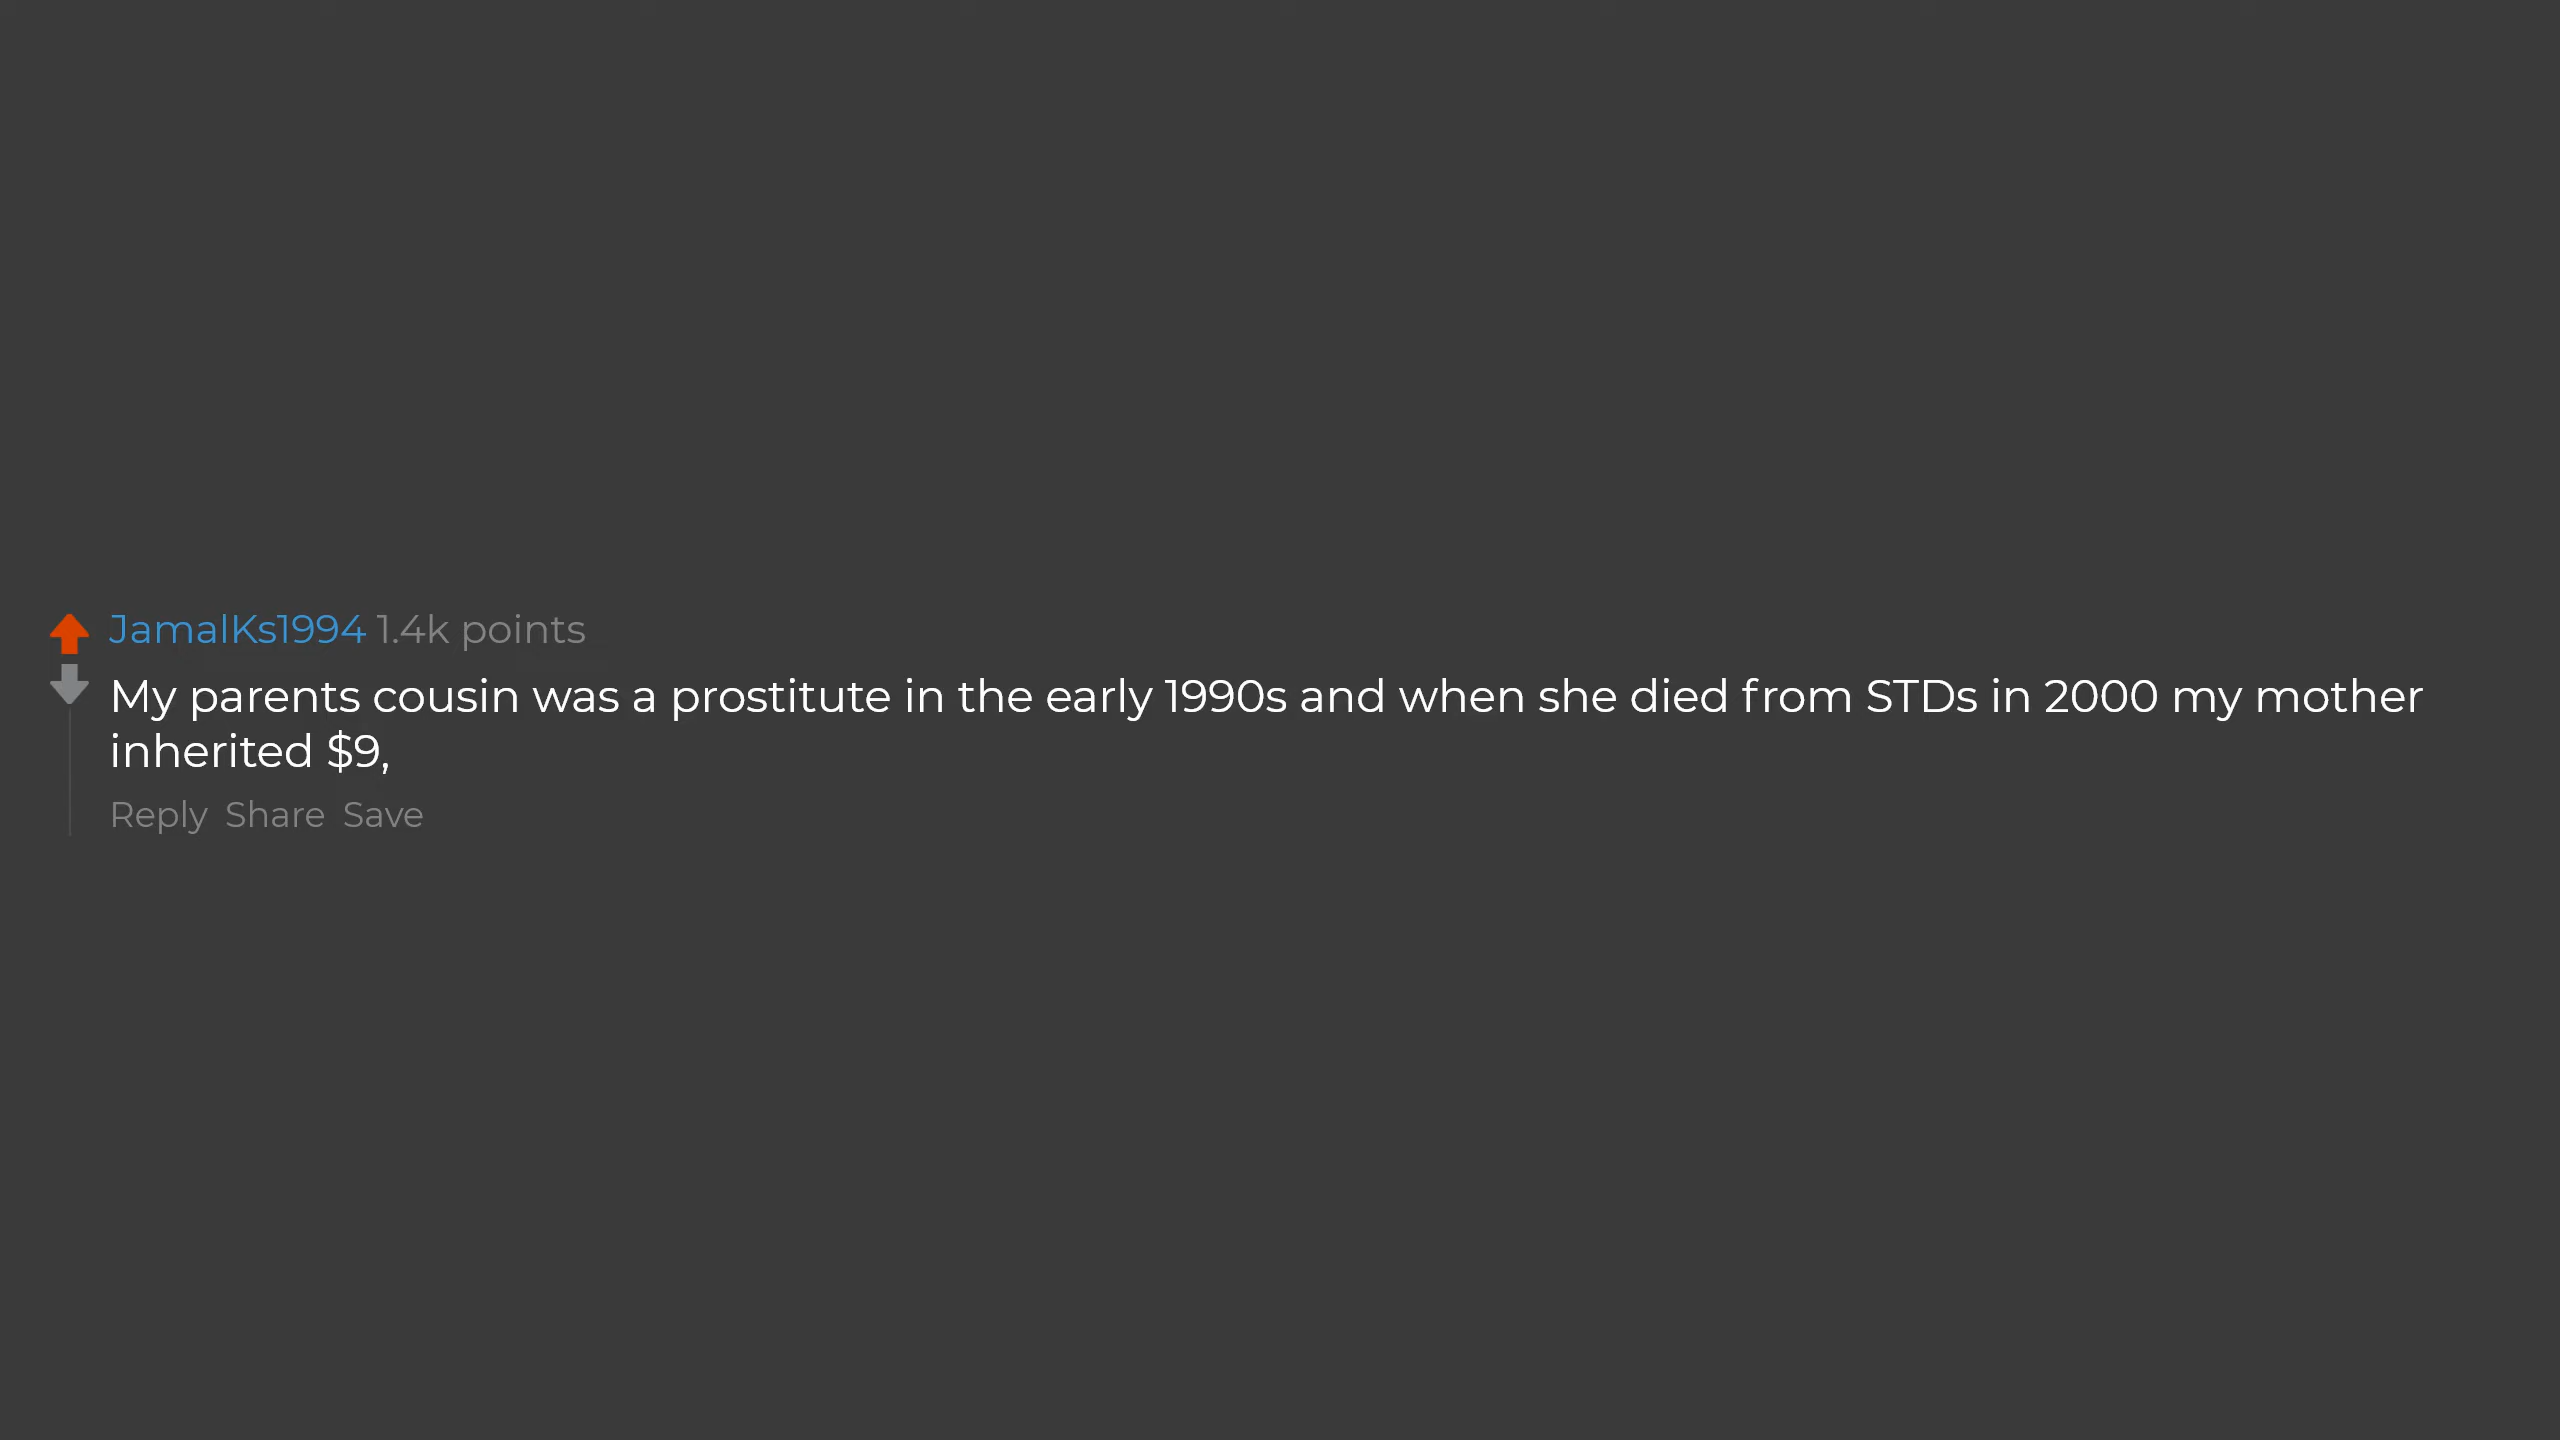 JamalKs1994 1.4k points
My parents cousin was a prostitute in the early 1990s and when she died from STDs in 2000 my mother
inherited $9,
Reply Share Save